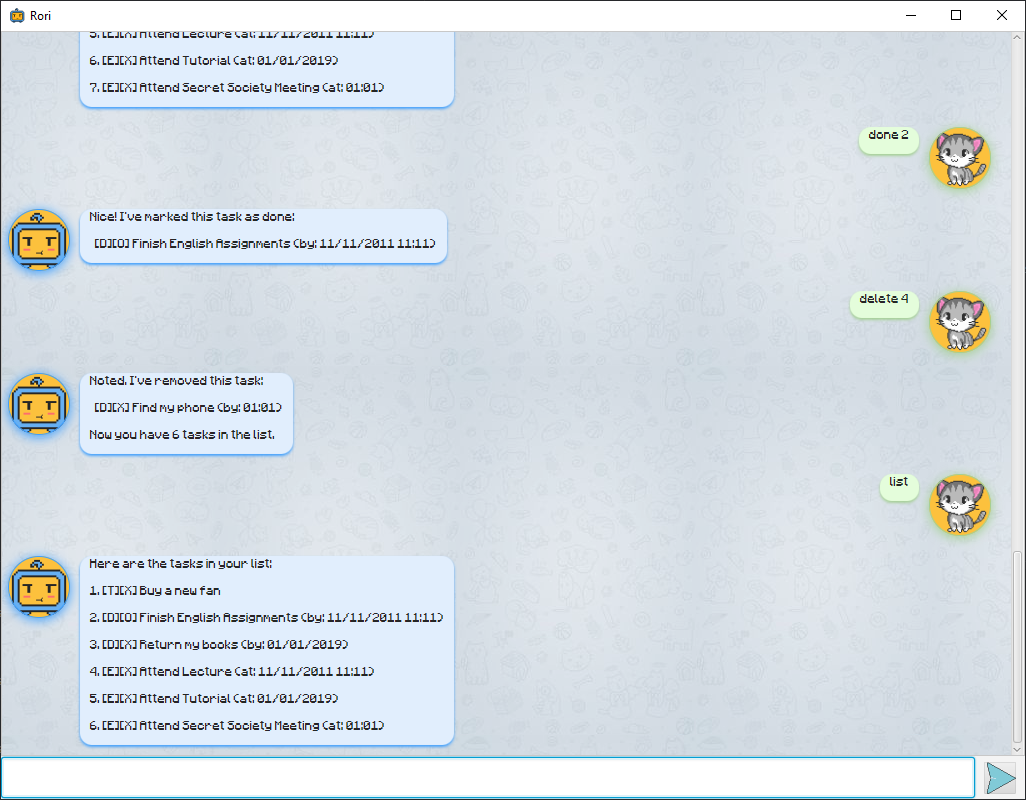 Rori
5. [E][X] Attend Lecture (at: 11/11/2011 11:11)
6. [E][X] Attend Tutorial (at: 01/01/2019)
7. [E][X] Attend Secret Society Meeting (at: 01:01)
done 2
Nice! I've marked this task as done:
[D][O] Finish English Assignments (by: 11/11/2011 11:11)
delete 4
Noted. I've removed this task:
[D][X] Find my phone (by: 01:01)
Now you have 6 tasks in the list.
list
Here are the tasks in your list:
1. [T][X] Buy a new fan
2. [D][O] Finish English Assignments (by: 11/11/2011 11:11)
3. [D][X] Return my books (by: 01/01/2019)
4. [E][X] Attend Lecture (at: 11/11/2011 11:11)
5. [E][X] Attend Tutorial (at: 01/01/2019)
6. [E][X] Attend Secret Society Meeting (at: 01:01)